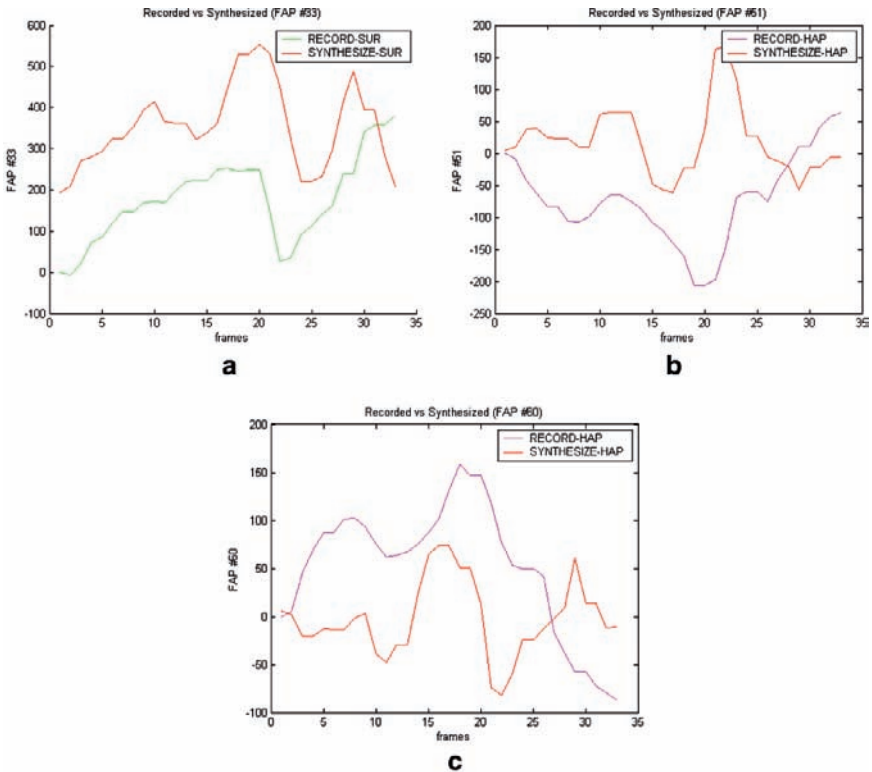 Recorded vs Synthesized (FAP #33)
RECORD-SUR
SYNTHESIZE-SUR
FAP #33
600
500
400
300
200
100
0
-100
0 5 10 15 20 25 30 35
frames
a
Recorded vs Synthesized (FAP #51)
RECORD-HAP
SYNTHESIZE-HAP
FAP #51
200
150
100
50
0
-50
-100
-150
-200
-250
0 5 10 15 20 25 30 35
frames
b
Recorded vs Synthesized (FAP #60)
RECORD-HAP
SYNTHESIZE-HAP
FAP #60
200
150
100
50
0
-50
-100
0 5 10 15 20 25 30 35
frames
c